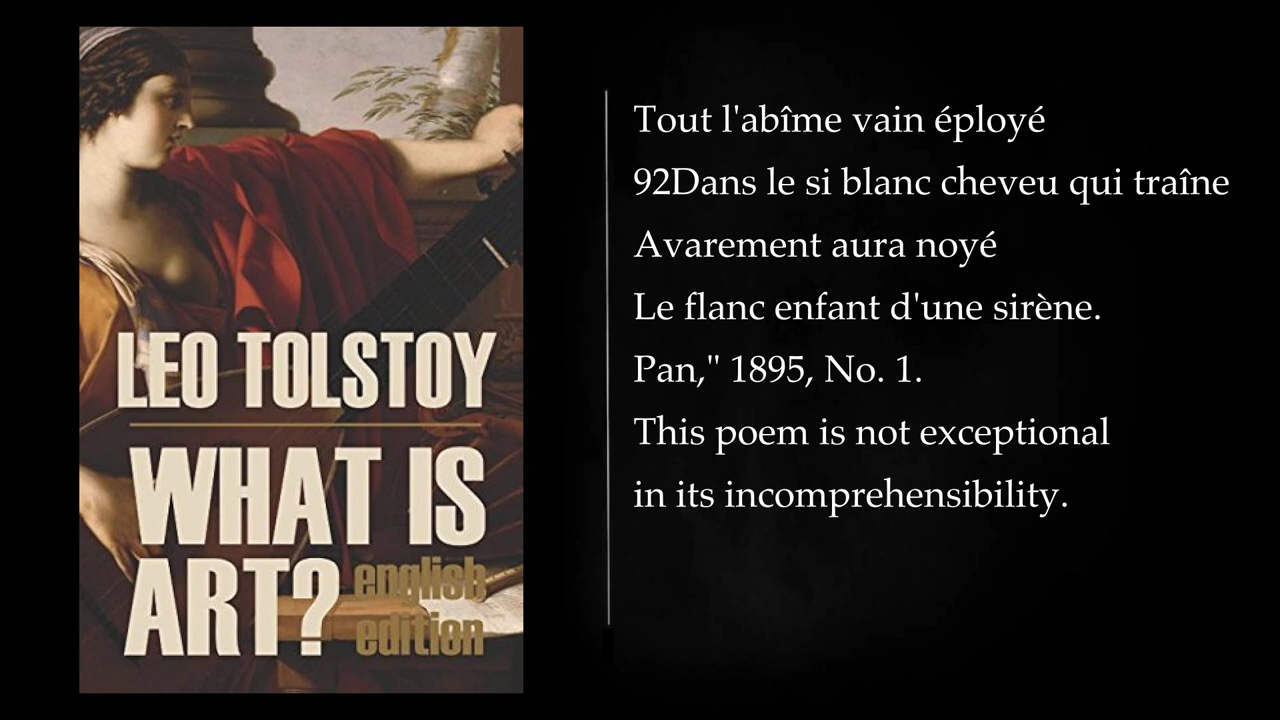 LEO TOLSTOY
WHAT IS
ART?
english
edition
Tout l'abîme vain éployé
92Dans le si blanc cheveu qui traîne
Avarement aura noyé
Le flanc enfant d'une sirène.
Pan," 1895, No. 1.
This poem is not exceptional
in its incomprehensibility.